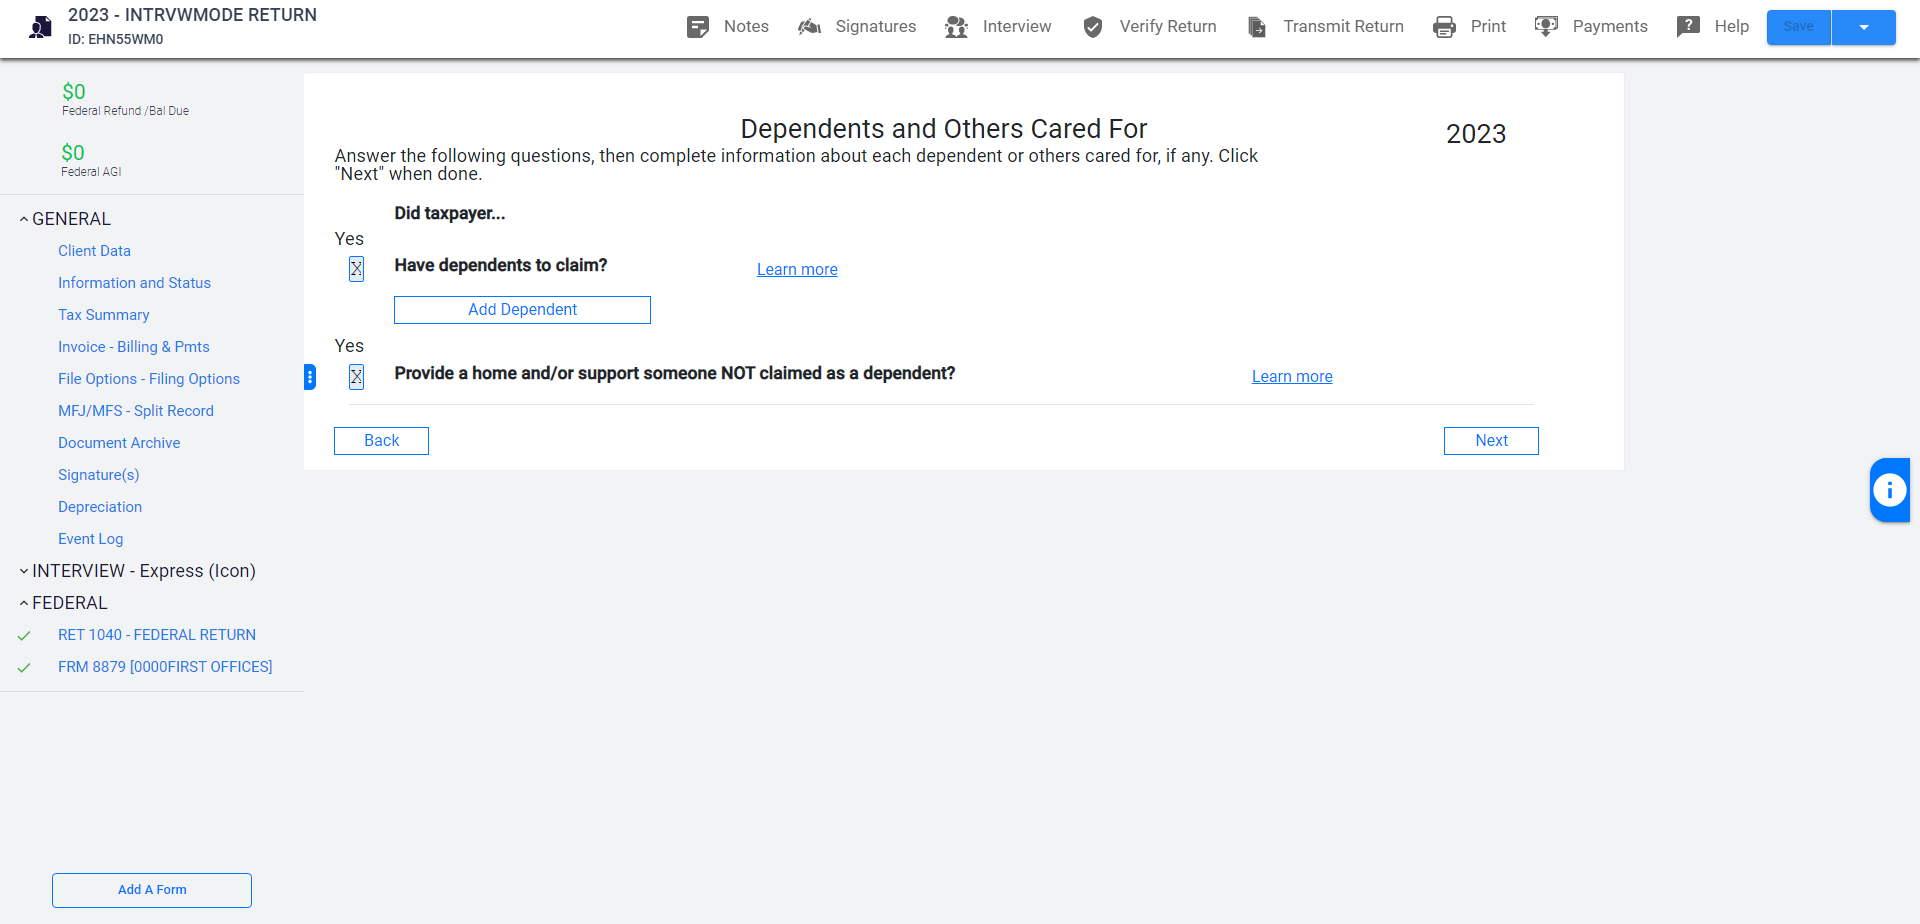 2023 - INTRVWMODE RETURN
ID: EHN55WM0
Notes
Signatures
Interview
Verify Return
Transmit Return
Print
Payments
Help
Save
$0
Federal Refund /Bal Due
$0
Federal AGI
GENERAL
Client Data
Information and Status
Tax Summary
Invoice - Billing & Pmts
File Options - Filing Options
MFJ/MFS - Split Record
Document Archive
Signature(s)
Depreciation
Event Log
INTERVIEW - Express (Icon)
FEDERAL
RET 1040 - FEDERAL RETURN
FRM 8879 [0000FIRST OFFICES]
Add A Form
Dependents and Others Cared For
2023
Answer the following questions, then complete information about each dependent or others cared for, if any. Click
"Next" when done.
Did taxpayer...
Yes
X Have dependents to claim? Learn more
Add Dependent
Yes
X Provide a home and/or support someone NOT claimed as a dependent? Learn more
Back
Next